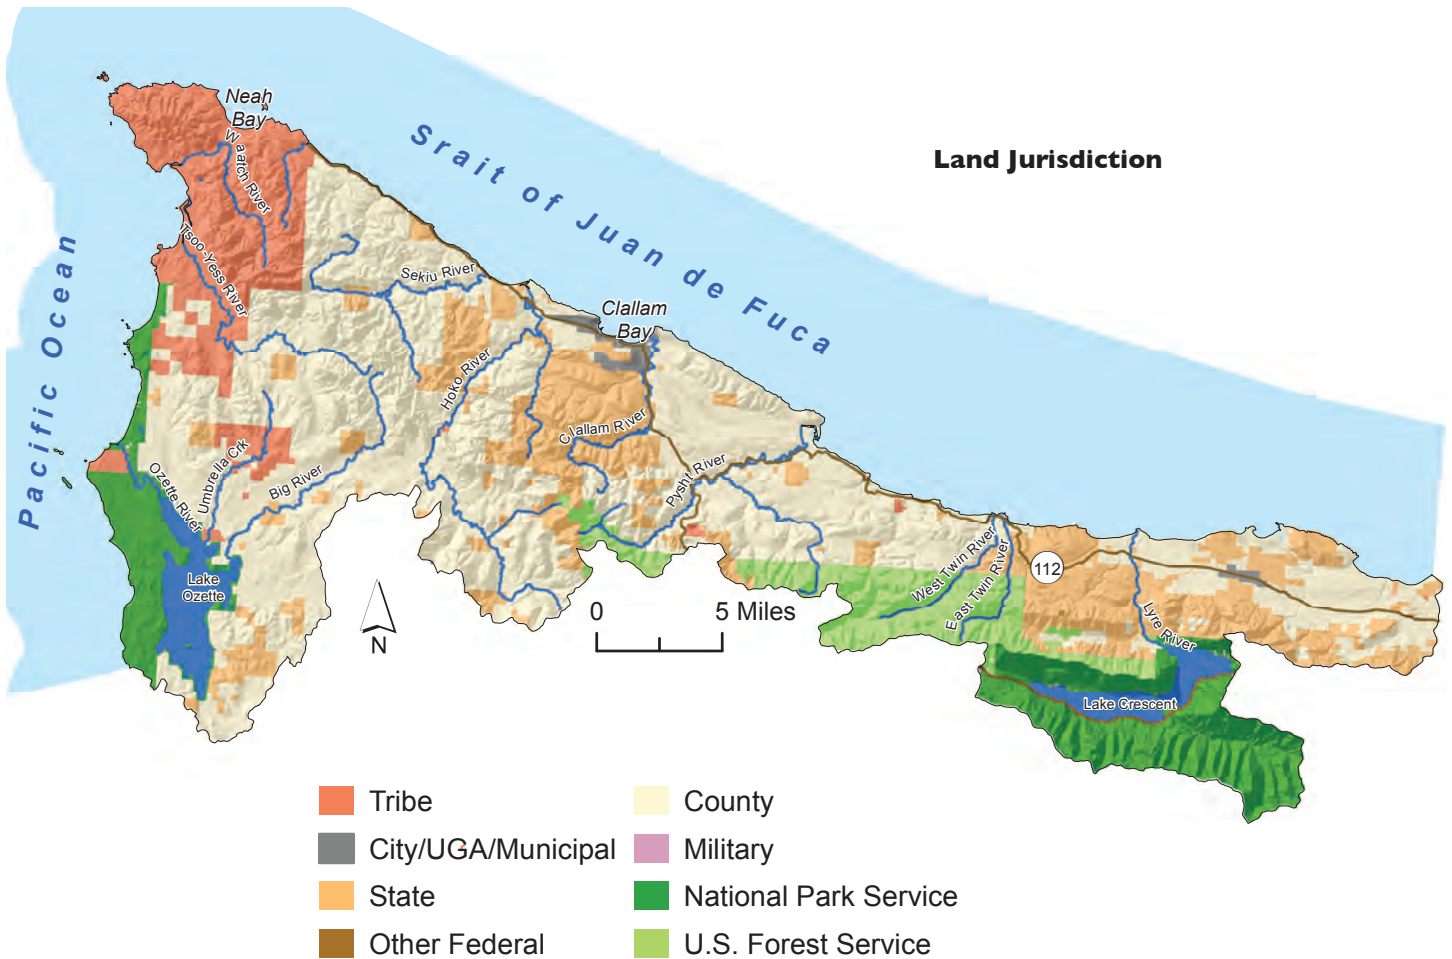 Land Jurisdiction
Neah
Bay
Waatch River
Srait of Juan de Fuca
Pacific Ocean
Tsoo-Yess River
Sekiu River
Clallam
Bay
Hoko River
Clallam River
Pysht River
Umbrella Crk
Big River
Ozette River
Lake
Ozette
West Twin River
East Twin River
112
Lyre River
Lake Crescent
N
0 5 Miles
Tribe
City/UGA/Municipal
State
Other Federal
County
Military
National Park Service
U.S. Forest Service